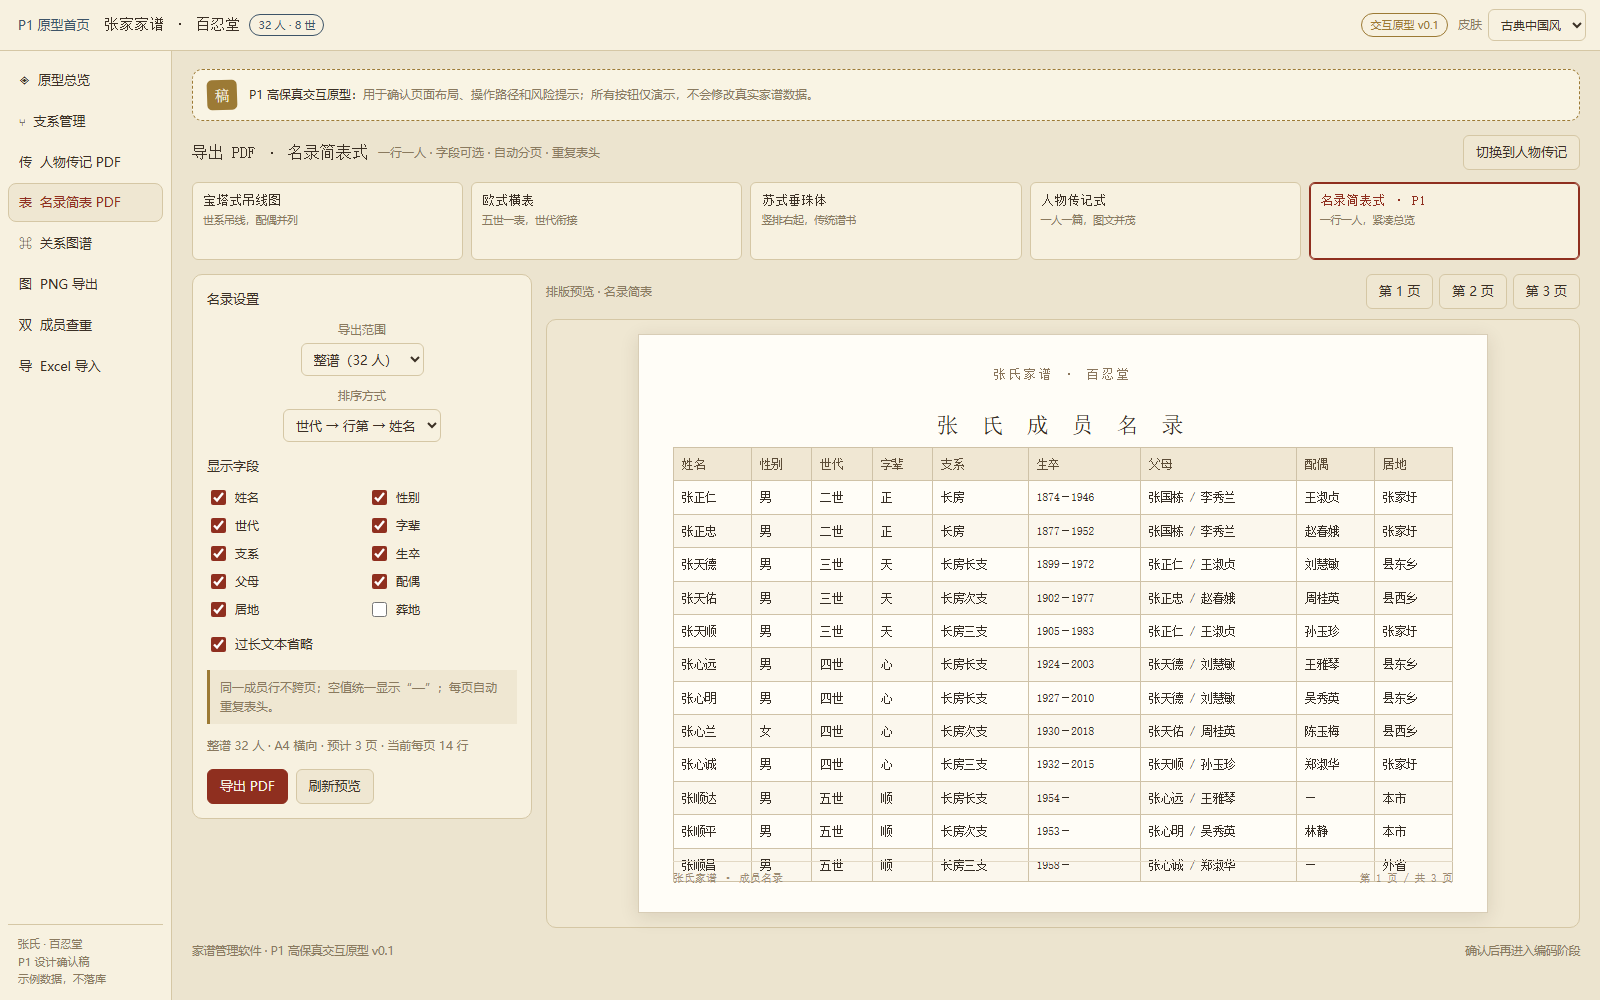 P1 原型首页 张家家谱 · 百忍堂 32 人 · 8 世
交互原型 v0.1 皮肤 古典中国风
◈ 原型总览
⑂ 支系管理
传 人物传记 PDF
表 名录简表 PDF
⌘ 关系图谱
图 PNG 导出
双 成员查重
导 Excel 导入
张氏 · 百忍堂
P1 设计确认稿
示例数据，不落库
稿 P1 高保真交互原型：用于确认页面布局、操作路径和风险提示；所有按钮仅演示，不会修改真实家谱数据。
导出 PDF · 名录简表式 一行一人 · 字段可选 · 自动分页 · 重复表头
切换到人物传记
宝塔式吊线图
世系吊线，配偶并列
欧式横表
五世一表，世代衔接
苏式垂珠体
竖排右起，传统谱书
人物传记式
一人一篇，图文并茂
名录简表式 · P1
一行一人，紧凑总览
名录设置
导出范围
整谱（32 人）
排序方式
世代 → 行第 → 姓名
显示字段
姓名 性别
世代 字辈
支系 生卒
父母 配偶
居地 葬地
过长文本省略
同一成员行不跨页；空值统一显示“—”；每页自动
重复表头。
整谱 32 人 · A4 横向 · 预计 3 页 · 当前每页 14 行
导出 PDF 刷新预览
排版预览 · 名录简表
第 1 页 第 2 页 第 3 页
张氏家谱 · 百忍堂
张氏成员名录
姓名 性别 世代 字辈 支系 生卒 父母 配偶 居地
张正仁 男 二世 正 长房 1874—1946 张国栋 / 李秀兰 王淑贞 张家圩
张正忠 男 二世 正 长房 1877—1952 张国栋 / 李秀兰 赵春娥 张家圩
张天德 男 三世 天 长房长支 1899—1972 张正仁 / 王淑贞 刘慧敏 县东乡
张天佑 男 三世 天 长房次支 1902—1977 张正忠 / 赵春娥 周桂英 县西乡
张天顺 男 三世 天 长房三支 1905—1983 张正仁 / 王淑贞 孙玉珍 张家圩
张心远 男 四世 心 长房长支 1924—2003 张天德 / 刘慧敏 王雅琴 县东乡
张心明 男 四世 心 长房长支 1927—2010 张天德 / 刘慧敏 吴秀英 县东乡
张心兰 女 四世 心 长房次支 1930—2018 张天佑 / 周桂英 陈玉梅 县西乡
张心诚 男 四世 心 长房三支 1932—2015 张天顺 / 孙玉珍 郑淑华 张家圩
张顺达 男 五世 顺 长房长支 1954— 张心远 / 王雅琴 — 本市
张顺平 男 五世 顺 长房次支 1953— 张心明 / 吴秀英 林静 本市
张顺昌 男 五世 顺 长房三支 1958— 张心诚 / 郑淑华 — 外省
张氏家谱 · 成员名录 第 1 页 / 共 3 页
家谱管理软件 · P1 高保真交互原型 v0.1
确认后再进入编码阶段